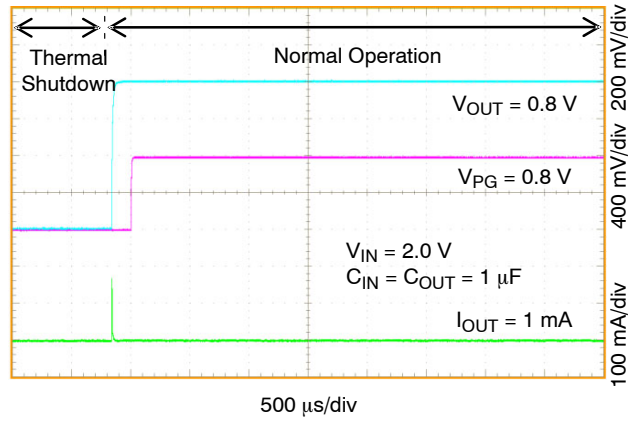 Thermal
Shutdown
Normal Operation
200 mV/div
VOUT = 0.8 V
VPG = 0.8 V
400 mV/div
VIN = 2.0 V
CIN = COUT = 1 μF
IOUT = 1 mA
100 mA/div
500 μs/div